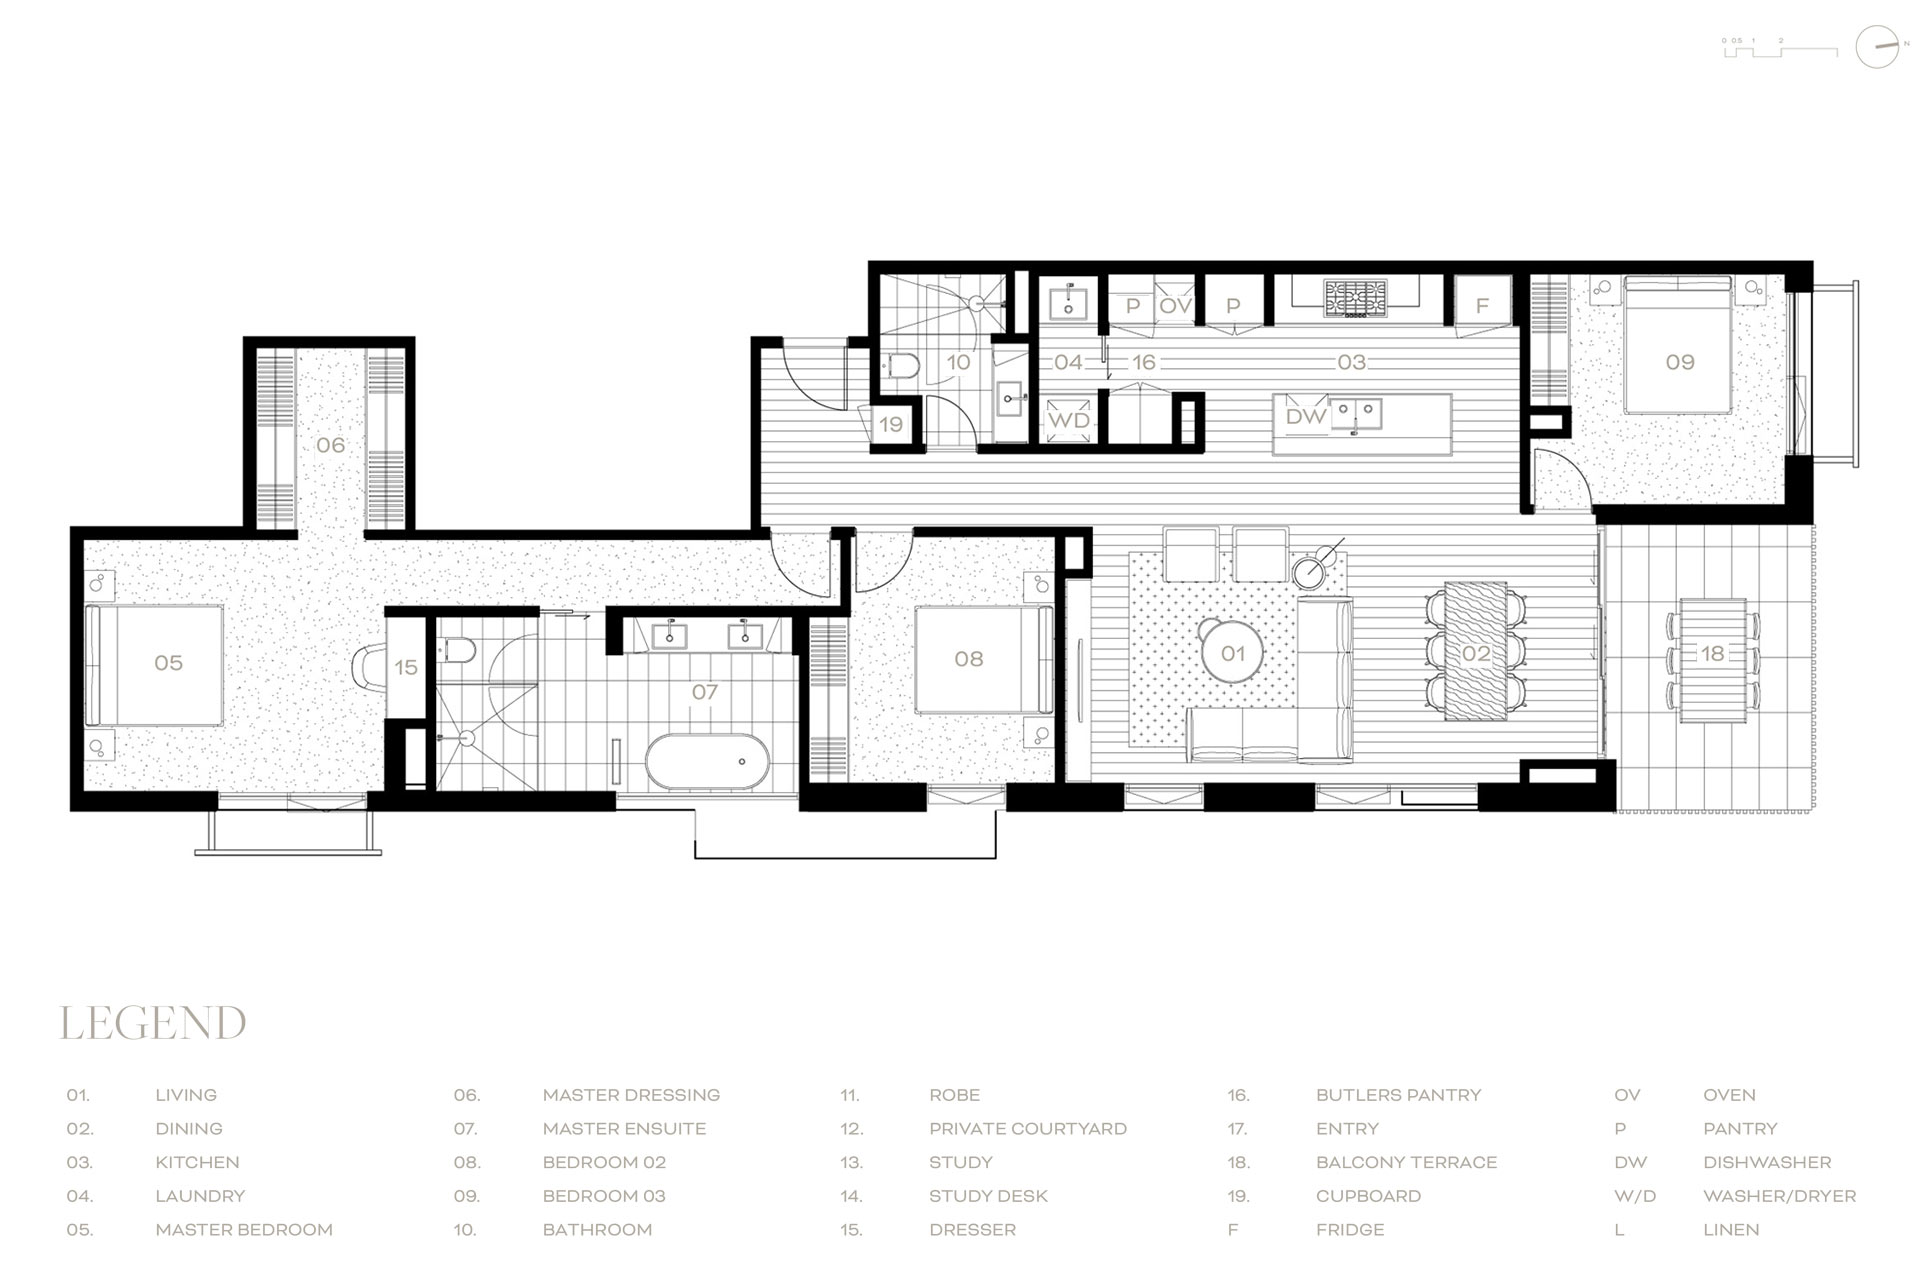 0 0.5 1 2
N
P OV P F
10 04 16 03 09
19 WD DW
06
05 15 07 08 01 02 18
LEGEND
01. LIVING 06. MASTER DRESSING 11. ROBE 16. BUTLERS PANTRY OV OVEN
02. DINING 07. MASTER ENSUITE 12. PRIVATE COURTYARD 17. ENTRY P PANTRY
03. KITCHEN 08. BEDROOM 02 13. STUDY 18. BALCONY TERRACE DW DISHWASHER
04. LAUNDRY 09. BEDROOM 03 14. STUDY DESK 19. CUPBOARD W/D WASHER/DRYER
05. MASTER BEDROOM 10. BATHROOM 15. DRESSER F FRIDGE L LINEN